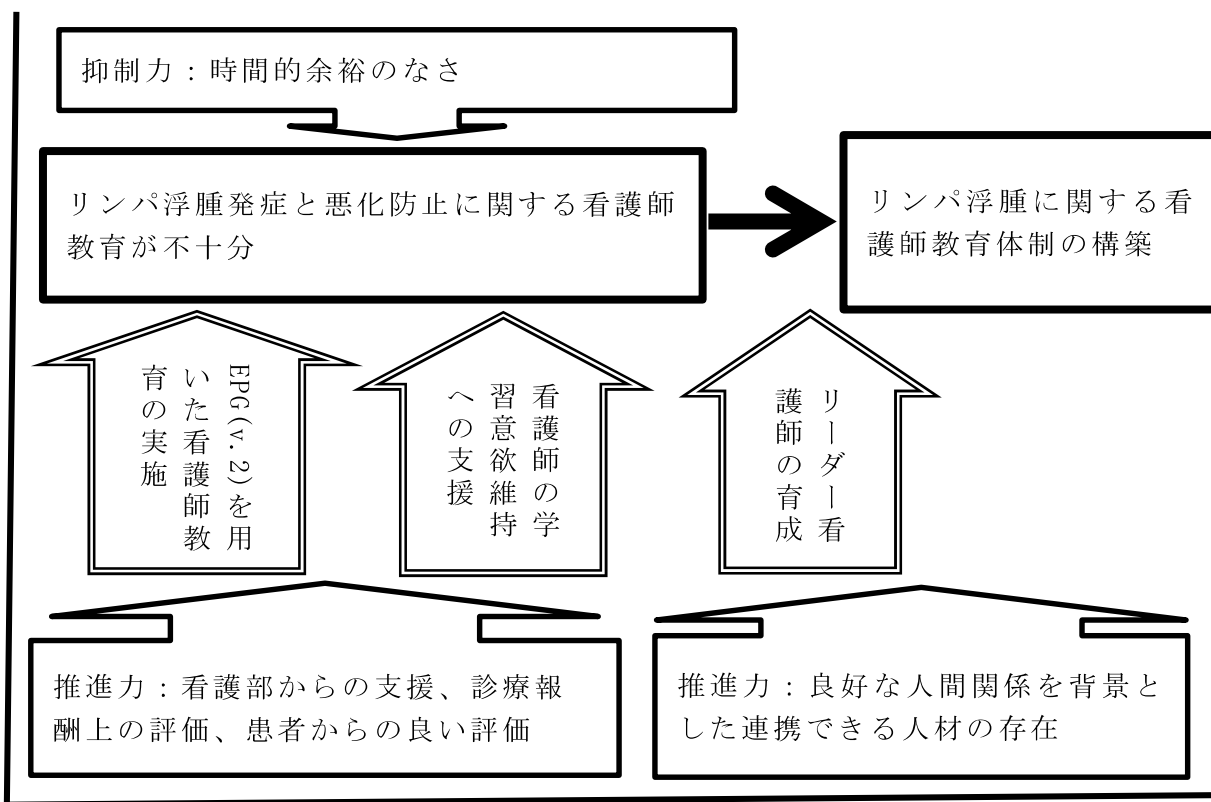 抑制力：時間的余裕のなさ
リンパ浮腫発症と悪化防止に関する看護師
教育が不十分
リンパ浮腫に関する看
護師教育体制の構築
EPG(v.2)を用
いた看護師教
育の実施
看護師の学
習意欲維持
への支援
リーダー看
護師の育成
推進力：看護部からの支援、診療報
酬上の評価、患者からの良い評価
推進力：良好な人間関係を背景と
した連携できる人材の存在